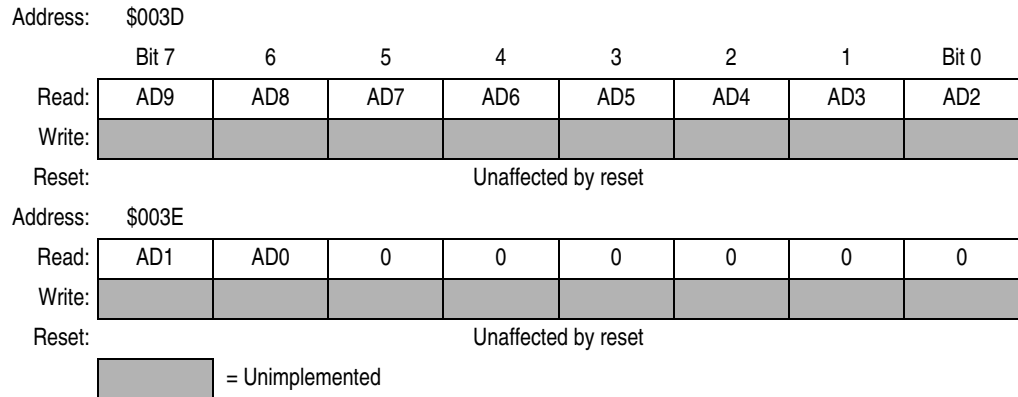 Address: $003D
Bit 7 6 5 4 3 2 1 Bit 0
Read: AD9 AD8 AD7 AD6 AD5 AD4 AD3 AD2
Write:
Reset: Unaffected by reset
Address: $003E
Read: AD1 AD0 0 0 0 0 0 0
Write:
Reset: Unaffected by reset
= Unimplemented